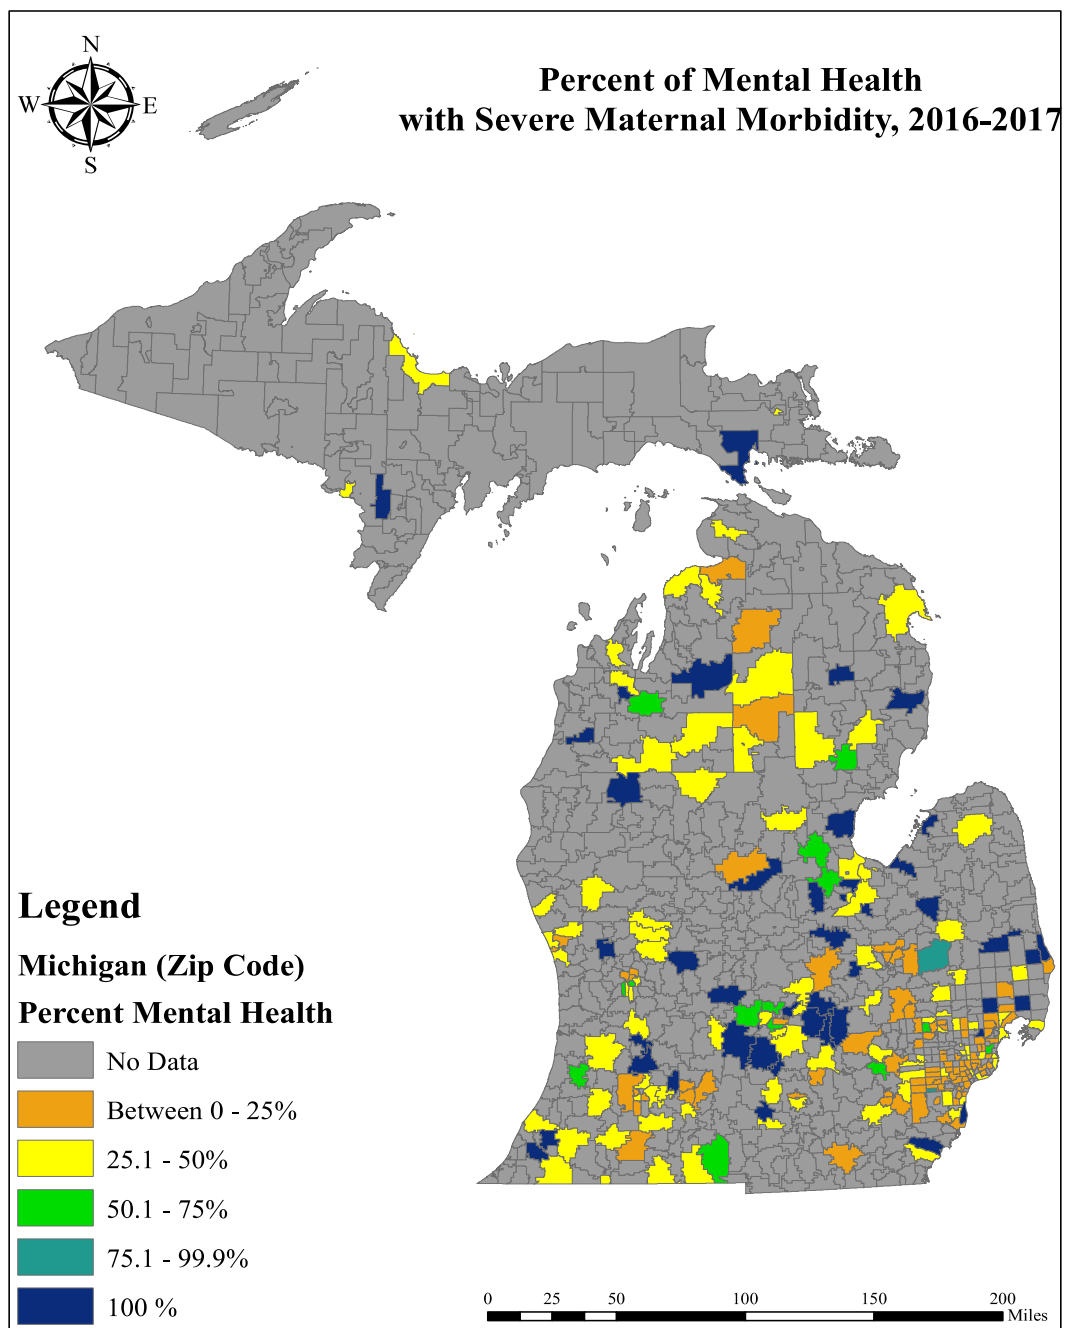 N
W E
S
Percent of Mental Health
with Severe Maternal Morbidity, 2016-2017
Legend
Michigan (Zip Code)
Percent Mental Health
No Data
Between 0 - 25%
25.1 - 50%
50.1 - 75%
75.1 - 99.9%
100 %
0 25 50 100 150 200
Miles